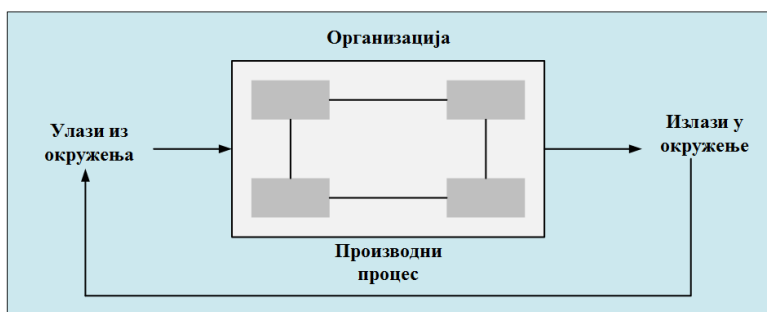 Организација
Улази из
окружења
Излази у
окружење
Производни
процес